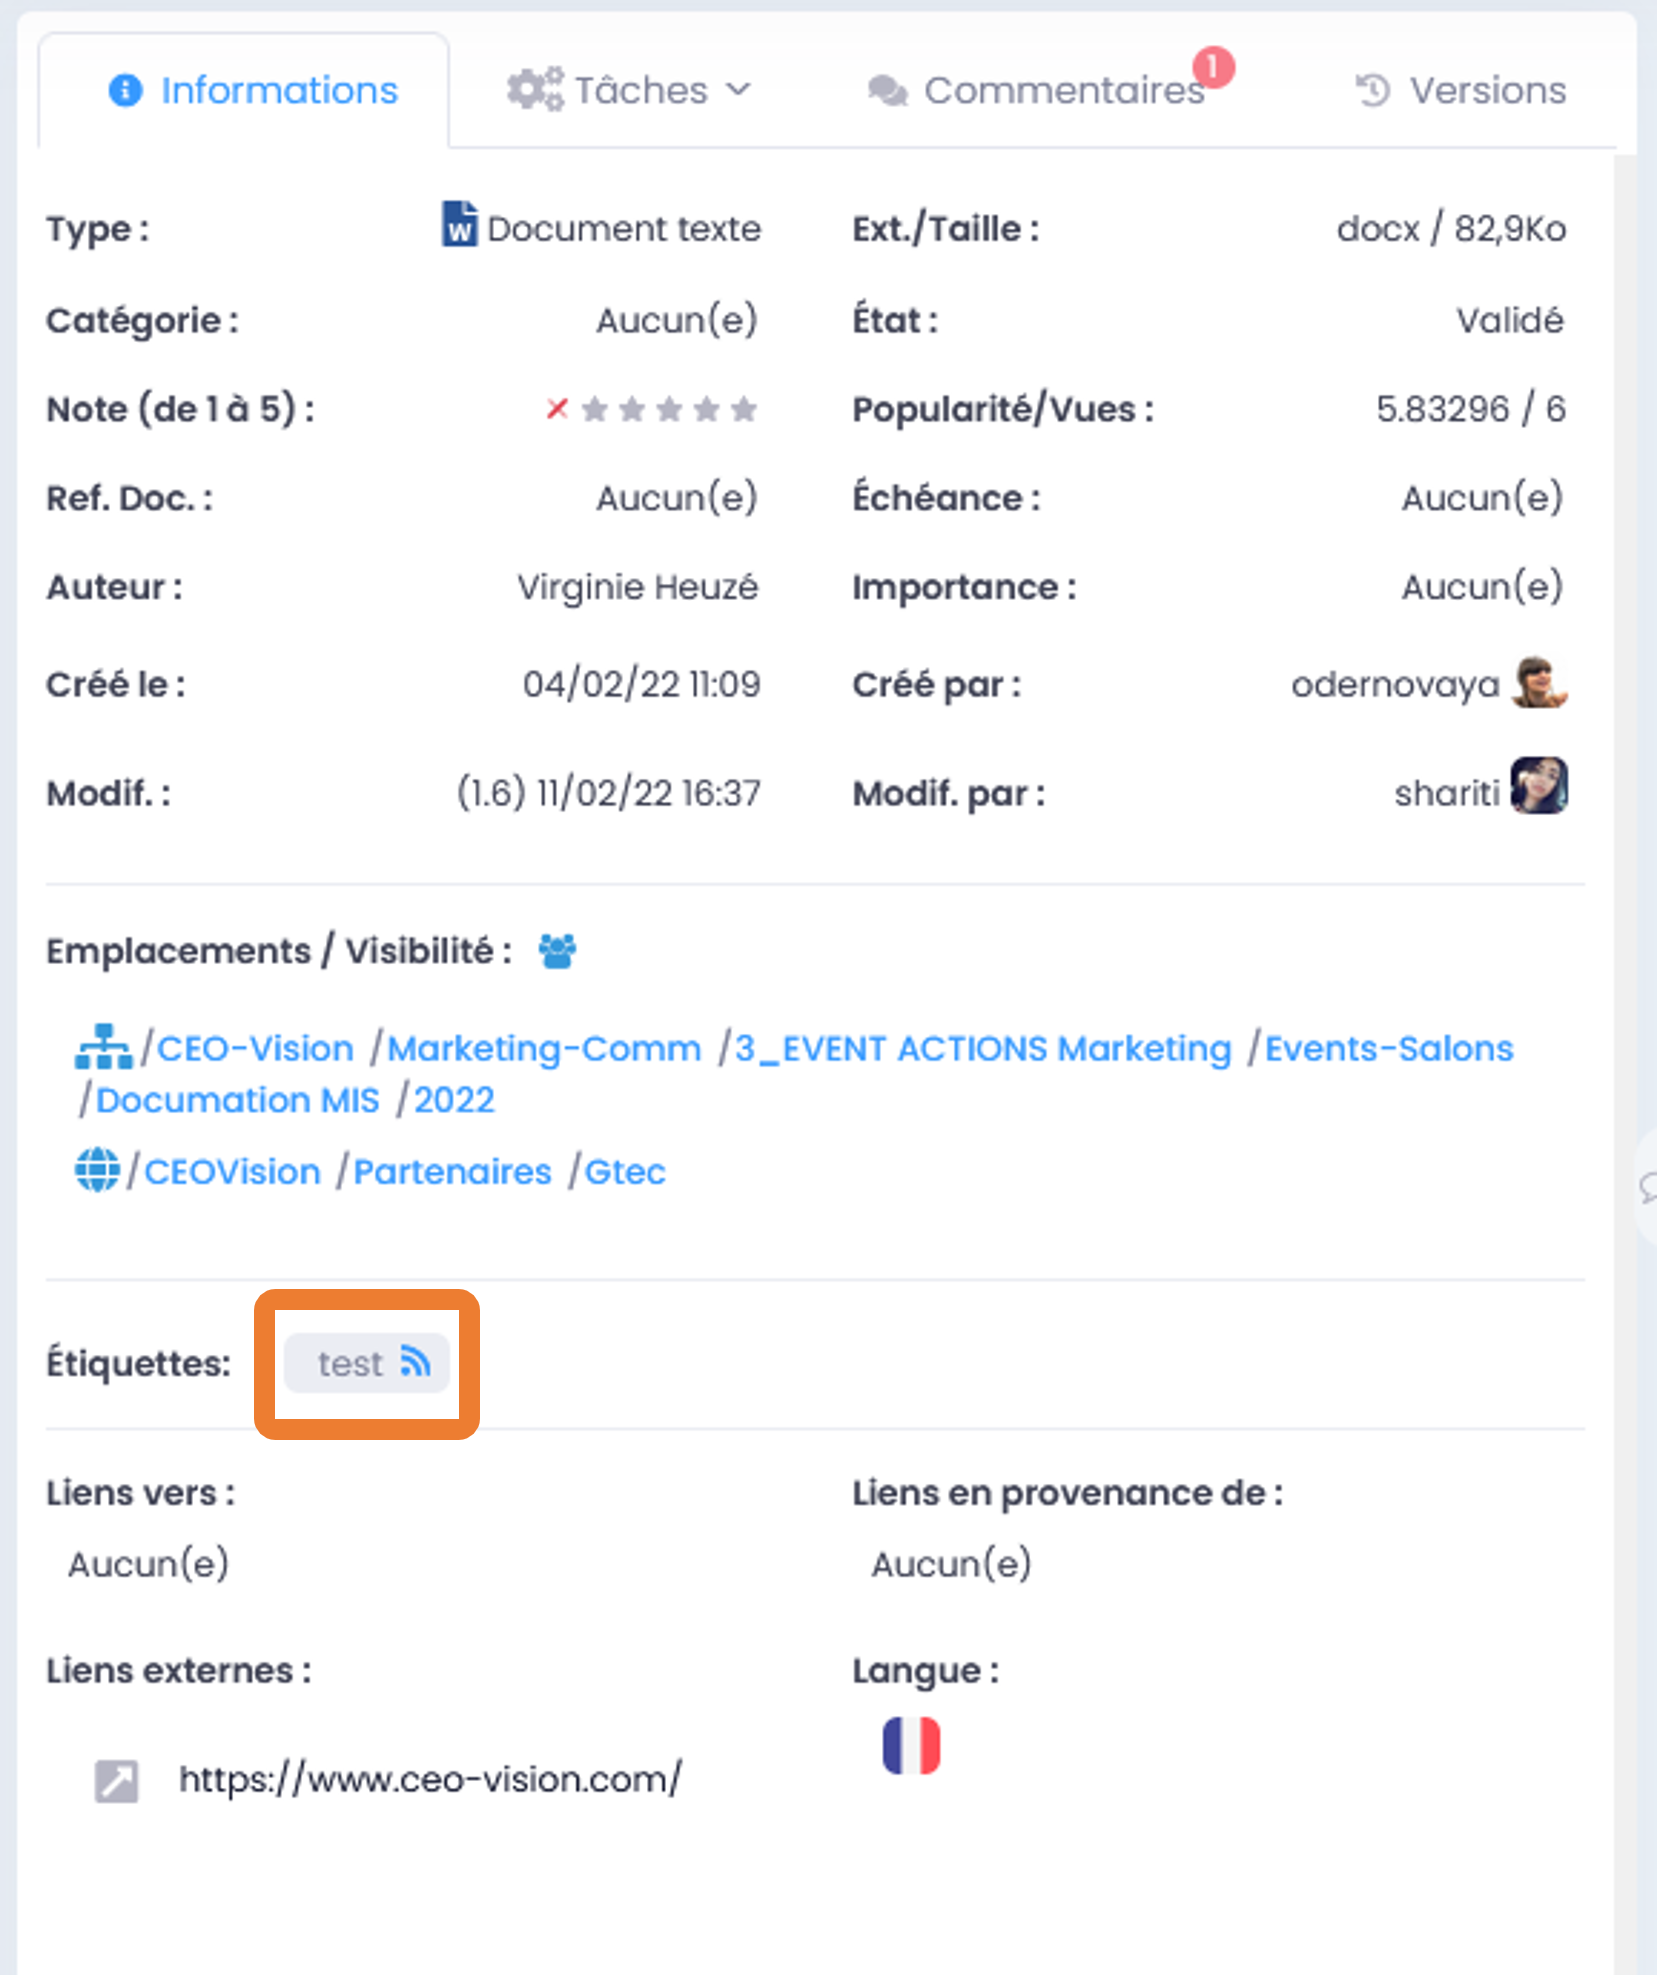 Informations Tâches Commentaires 1 Versions
Type : Document texte Ext./Taille : docx / 82,9Ko
Catégorie : Aucun(e) État : Validé
Note (de 1 à 5) : Popularité/Vues : 5.83296 / 6
Ref. Doc. : Aucun(e) Échéance : Aucun(e)
Auteur : Virginie Heuzé Importance : Aucun(e)
Créé le : 04/02/22 11:09 Créé par : odernovaya
Modif. : (1.6) 11/02/22 16:37 Modif. par : shariti
Emplacements / Visibilité :
/CEO-Vision /Marketing-Comm /3_EVENT ACTIONS Marketing /Events-Salons
/Documation MIS /2022
/CEOVision /Partenaires /Gtec
Étiquettes: test
Liens vers : Liens en provenance de :
Aucun(e) Aucun(e)
Liens externes : Langue :
https://www.ceo-vision.com/